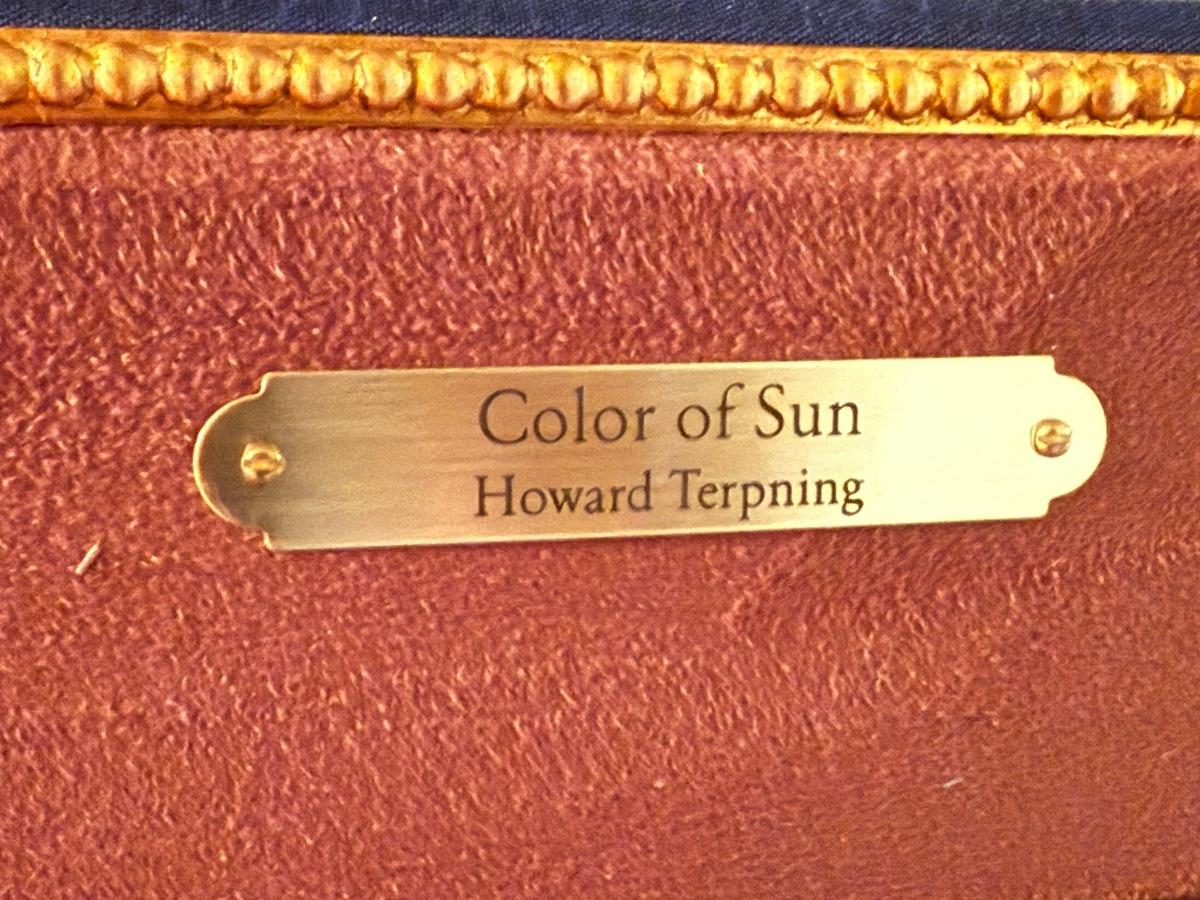 Color of Sun
Howard Terpning